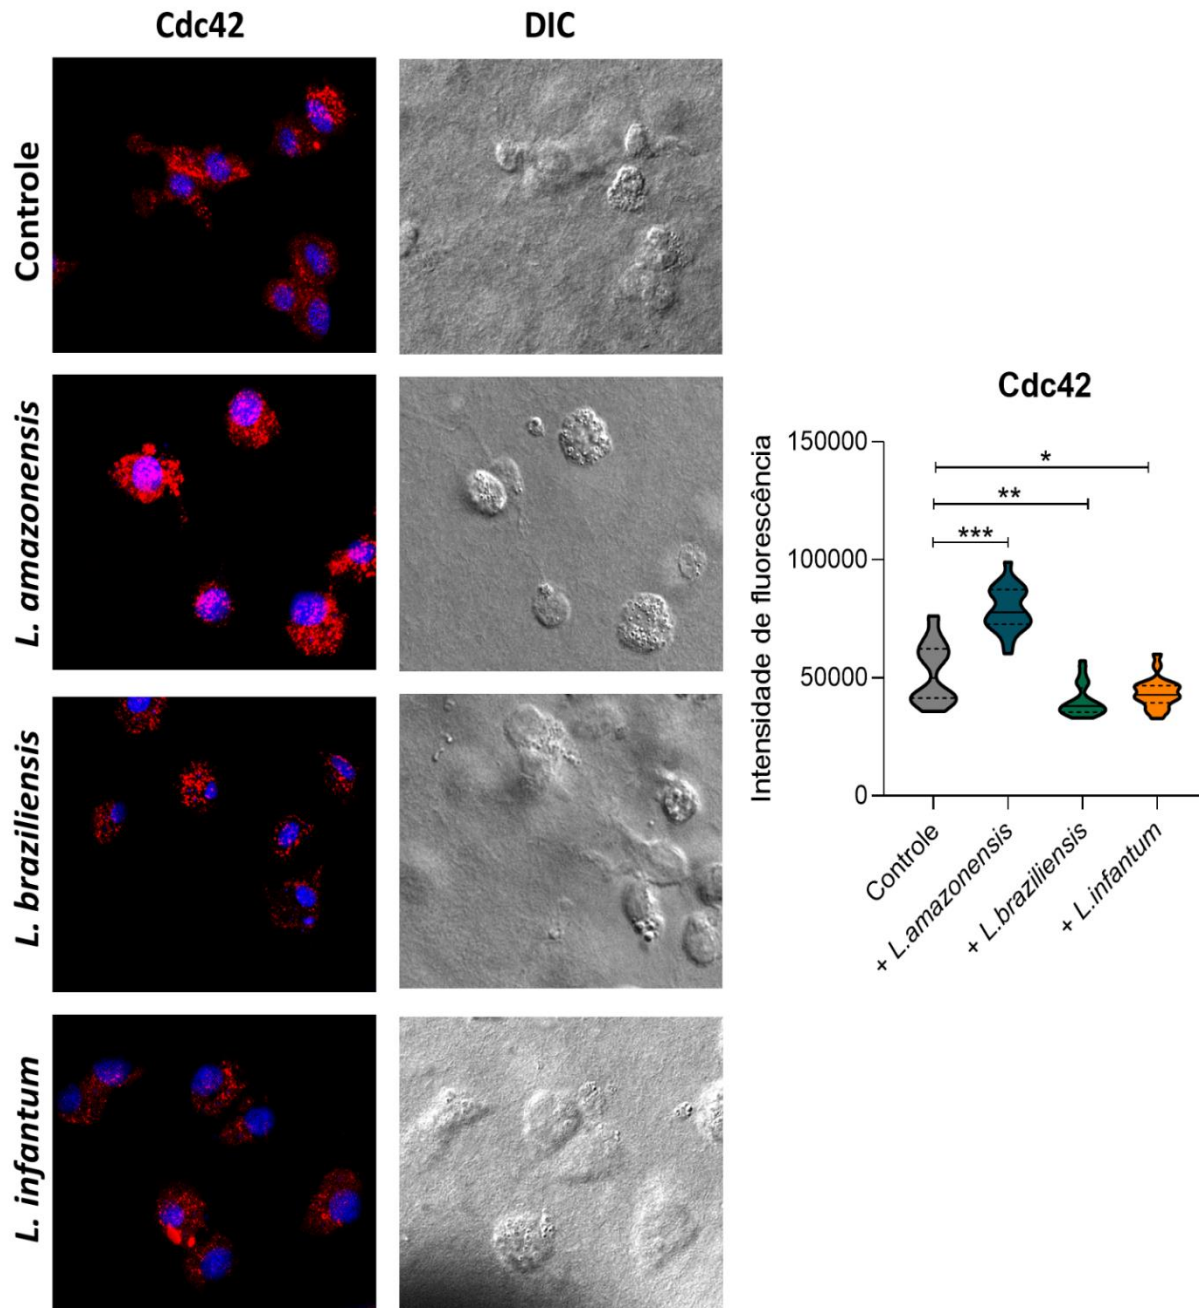 Cdc42
DIC
Controle
L. amazonensis
L. braziliensis
L. infantum
Cdc42
Intensidade de fluorescência
150000
100000
50000
0
*
**
***
Controle
+ L.amazonensis
+ L.braziliensis
+ L.infantum